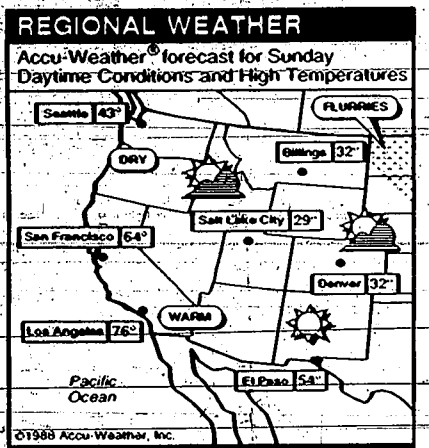 REGIONAL WEATHER
Accu-Weather® forecast for Sunday
Daytime Conditions and High Temperatures
FLURRIES
Seattle 43°
DRY
Billings 32°
Salt Lake City 29°
San Francisco 64°
Denver 32°
WARM
Los Angeles 76°
Pacific
Ocean
El Paso 54°
©1988 Accu-Weather, Inc.